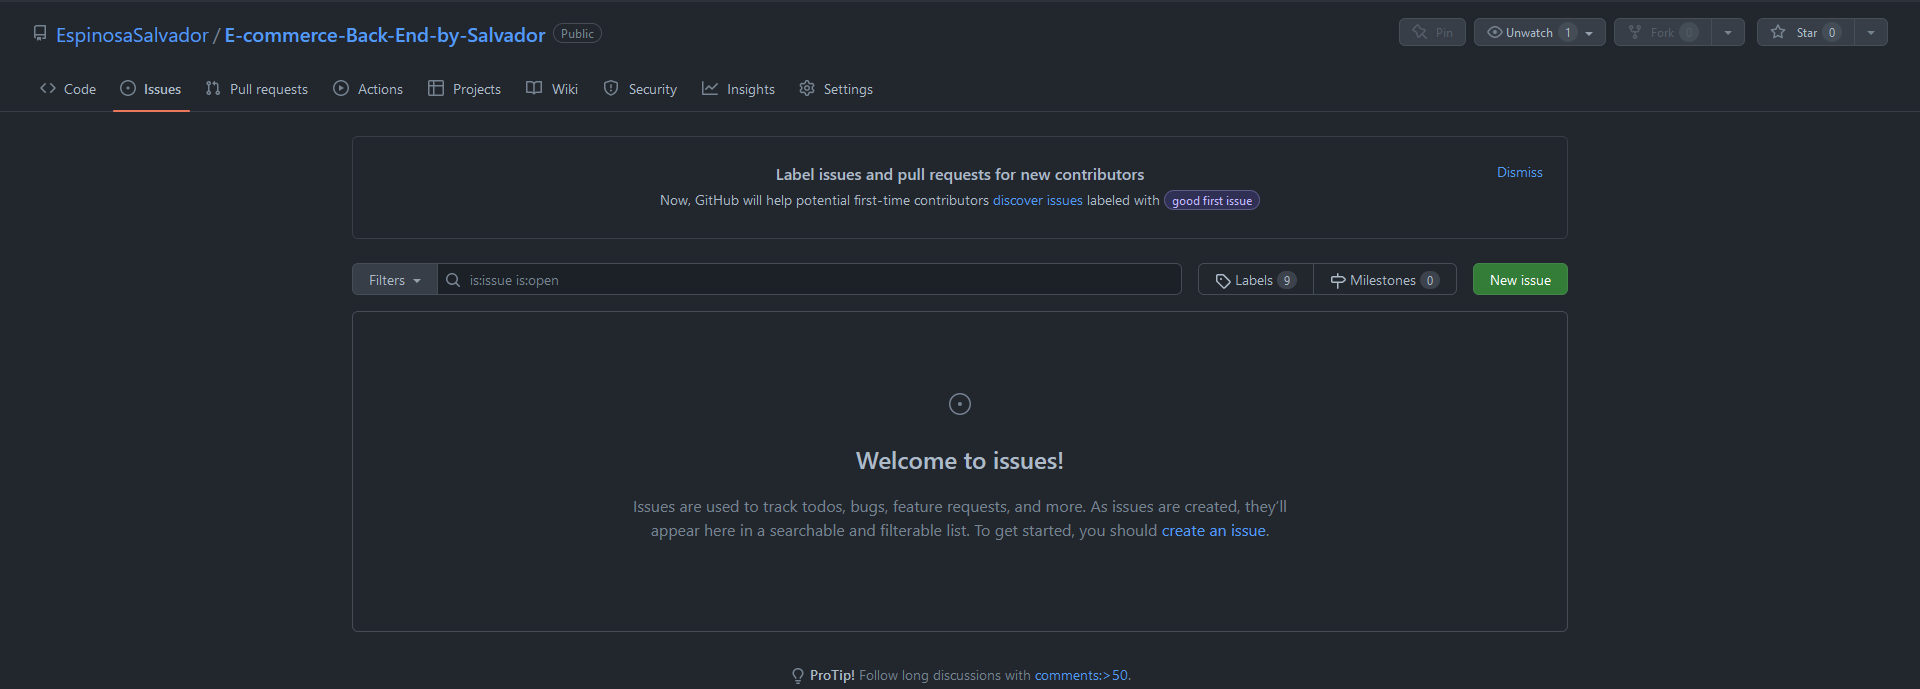 EspinosaSalvador / E-commerce-Back-End-by-Salvador Public
Pin Unwatch 1 Fork 0 Star 0
Code Issues Pull requests Actions Projects Wiki Security Insights Settings
Label issues and pull requests for new contributors
Dismiss
Now, GitHub will help potential first-time contributors discover issues labeled with good first issue
Filters is:issue is:open Labels 9 Milestones 0 New issue
Welcome to issues!
Issues are used to track todos, bugs, feature requests, and more. As issues are created, they’ll
appear here in a searchable and filterable list. To get started, you should create an issue.
ProTip! Follow long discussions with comments:>50.